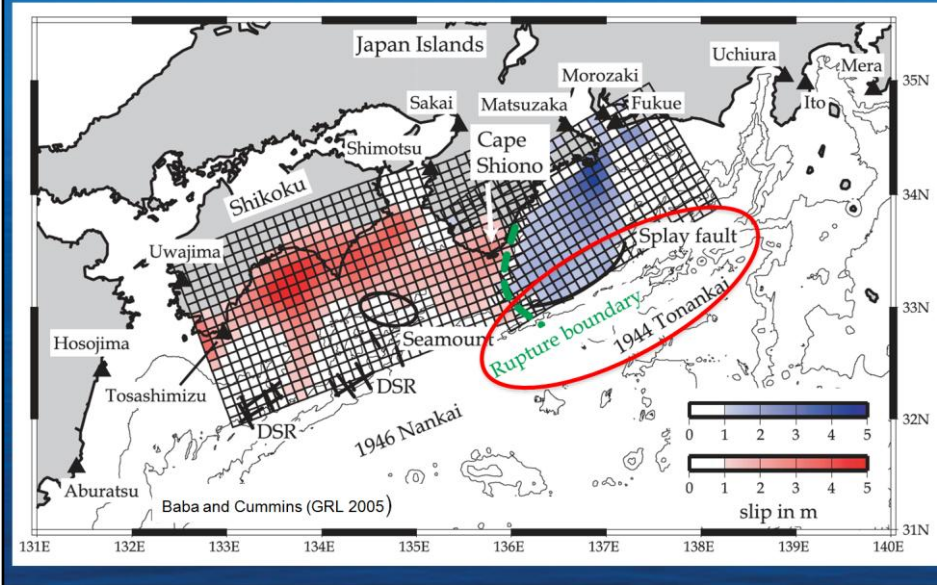 Japan Islands
Uchiura
Mera
Morozaki
35N
Sakai
Matsuzaka
Fukue
Ito
Cape
Shiono
Shimotsu
34N
Shikoku
Splay fault
Uwajima
33N
Rupture boundary
1944 Tonankai
Hosojima
Seamount
Tosashimizu
DSR
DSR
32N
1946 Nankai
0 1 2 3 4 5
0 1 2 3 4 5
Aburatsu
slip in m
Baba and Cummins (GRL 2005)
31N
131E 132E 133E 134E 135E 136E 137E 138E 139E 140E